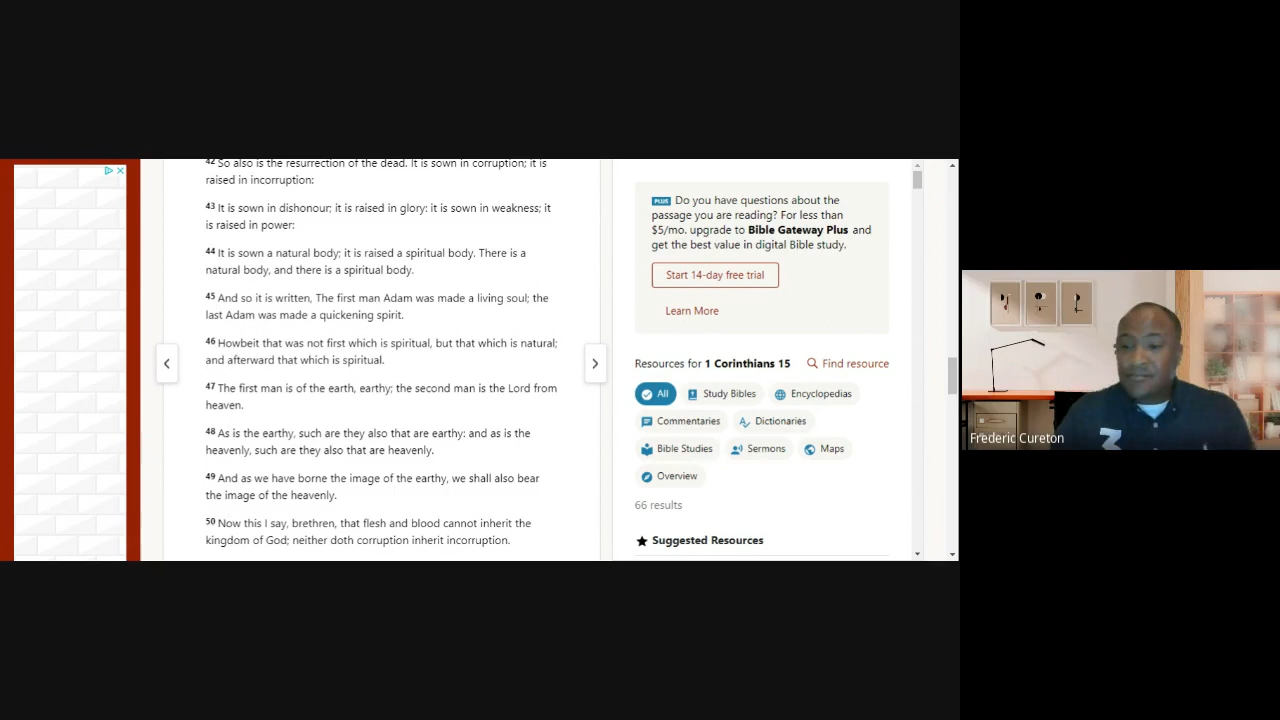 42 So also is the resurrection of the dead. It is sown in corruption; it is
raised in incorruption:
43 It is sown in dishonour; it is raised in glory: it is sown in weakness; it
is raised in power:
44 It is sown a natural body; it is raised a spiritual body. There is a
natural body, and there is a spiritual body.
45 And so it is written, The first man Adam was made a living soul; the
last Adam was made a quickening spirit.
46 Howbeit that was not first which is spiritual, but that which is natural;
and afterward that which is spiritual.
47 The first man is of the earth, earthy; the second man is the Lord from
heaven.
48 As is the earthy, such are they also that are earthy: and as is the
heavenly, such are they also that are heavenly.
49 And as we have borne the image of the earthy, we shall also bear
the image of the heavenly.
50 Now this I say, brethren, that flesh and blood cannot inherit the
kingdom of God; neither doth corruption inherit incorruption.
PLUS Do you have questions about the
passage you are reading? For less than
$5/mo. upgrade to Bible Gateway Plus and
get the best value in digital Bible study.
Start 14-day free trial
Learn More
Resources for 1 Corinthians 15 Find resource
All Study Bibles Encyclopedias
Commentaries Dictionaries
Bible Studies Sermons Maps
Overview
66 results
Suggested Resources
Frederic Cureton
3